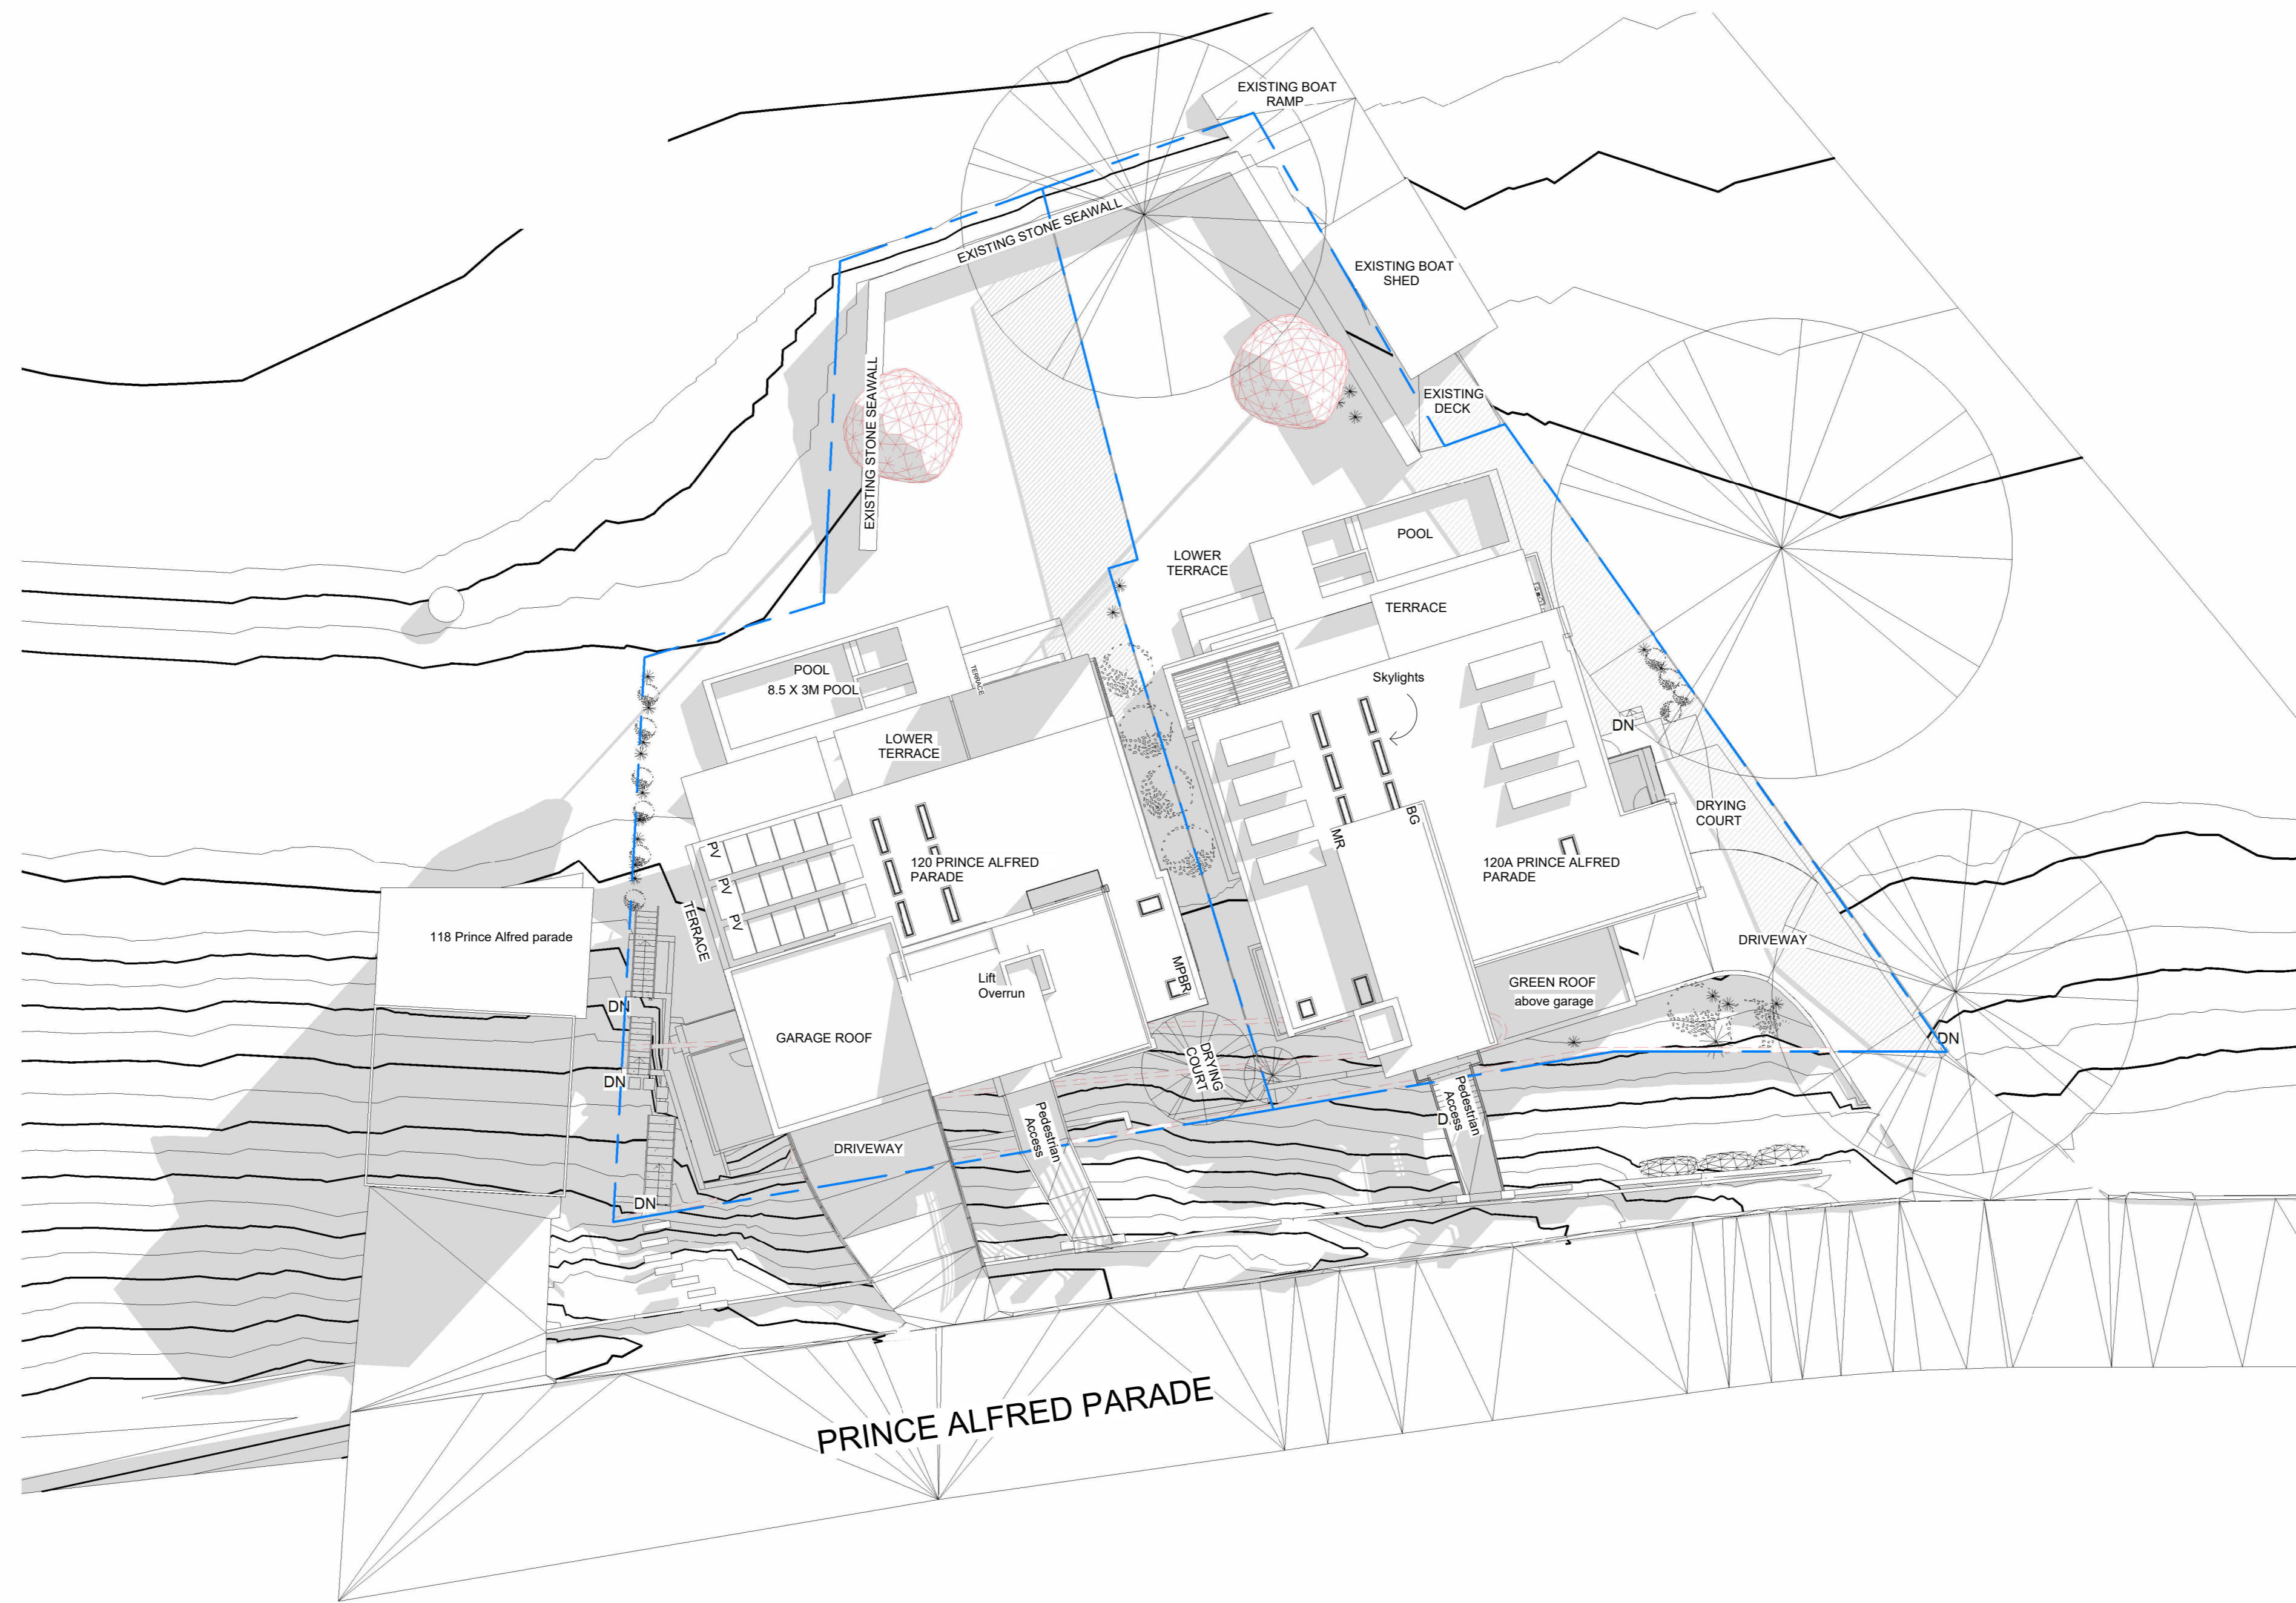 EXISTING BOAT
RAMP
EXISTING STONE SEAWALL
EXISTING BOAT
SHED
EXISTING STONE SEAWALL
EXISTING
DECK
POOL
LOWER
TERRACE
TERRACE
POOL
8.5 X 3M POOL
TERRACE
Skylights
LOWER
TERRACE
DN
DRYING
COURT
BG
MR
PV
PV
PV
120 PRINCE ALFRED
PARADE
120A PRINCE ALFRED
PARADE
TERRACE
118 Prince Alfred parade
DRIVEWAY
MPBR
Lift
Overrun
GREEN ROOF
above garage
DN
GARAGE ROOF
DN
DRYING
COURT
DN
Pedestrian
Access
Pedestrian
Access
D
DRIVEWAY
DN
PRINCE ALFRED PARADE